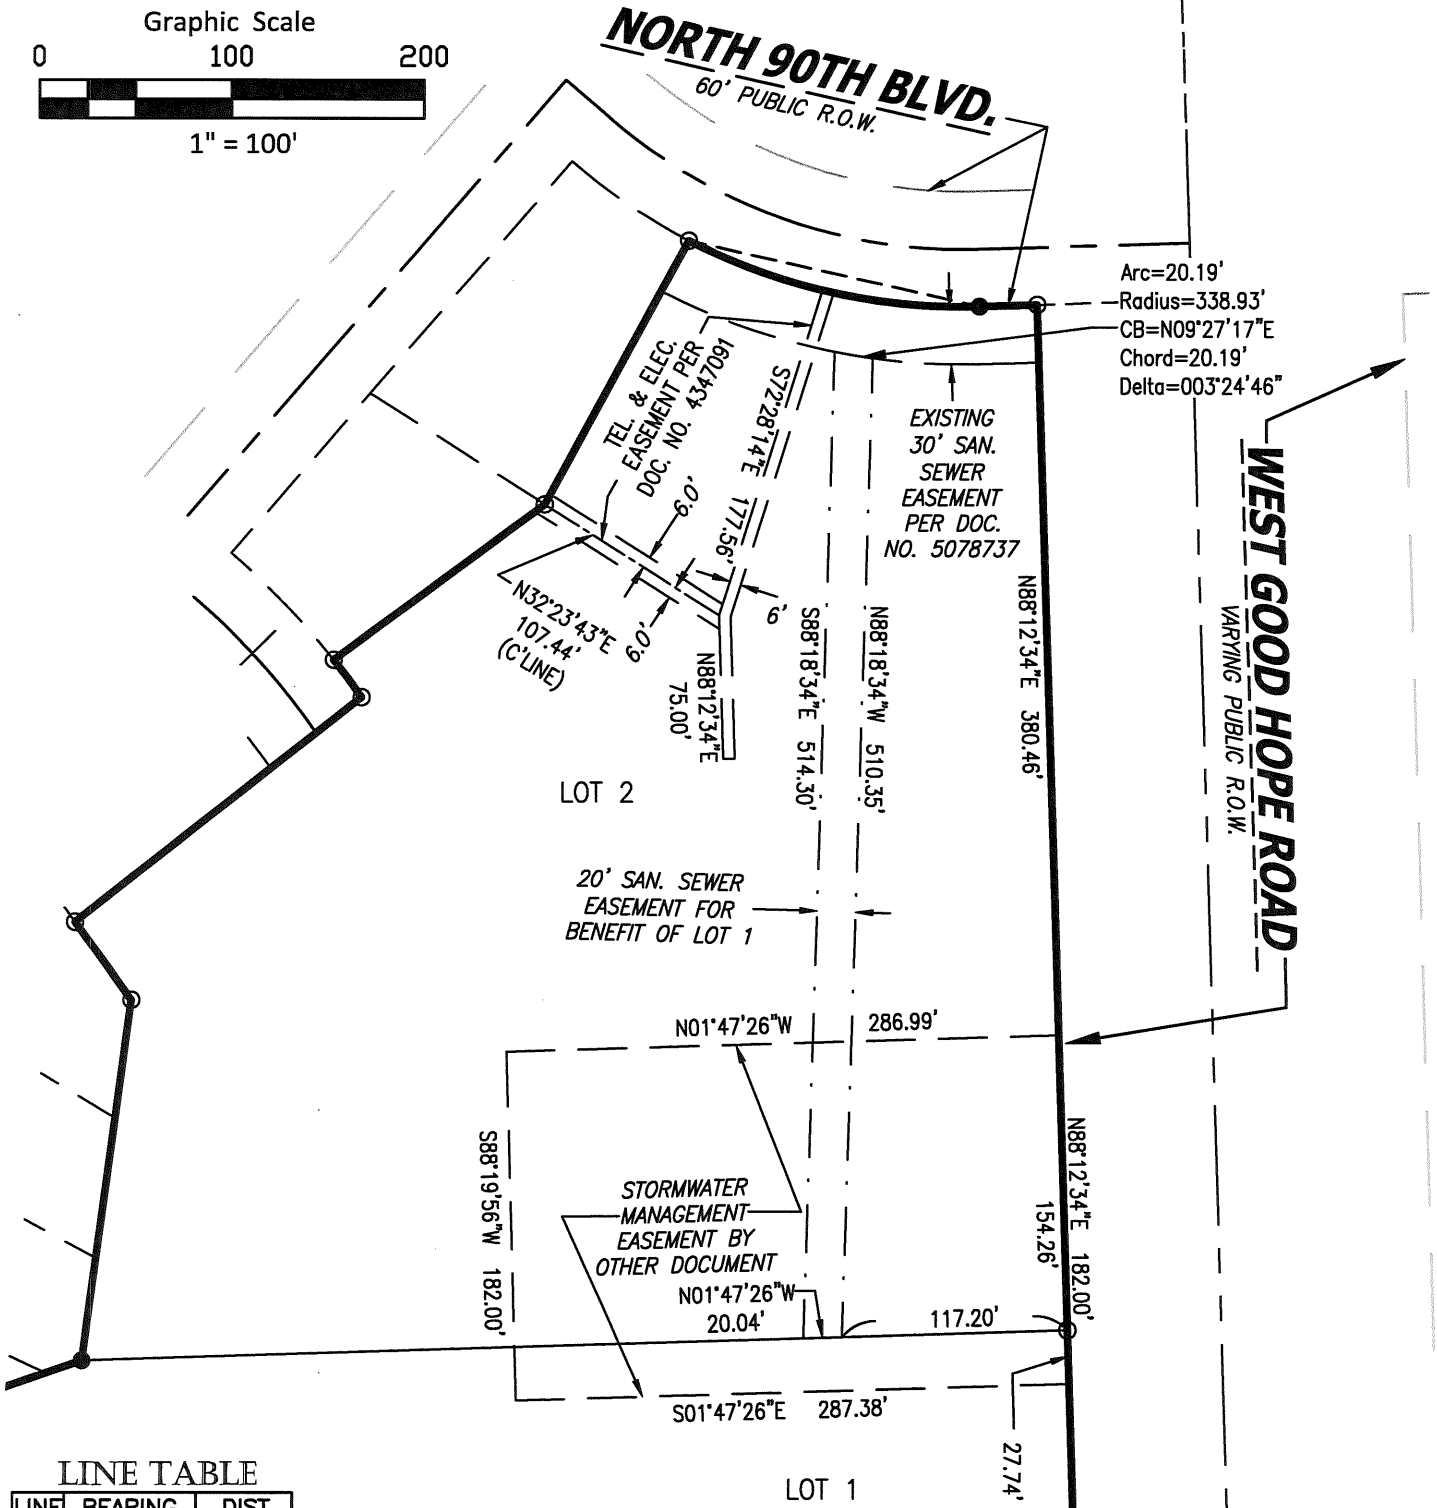 Graphic Scale
0 100 200
1" = 100'
NORTH 90TH BLVD.
60' PUBLIC R.O.W.
Arc=20.19'
Radius=338.93'
CB=N09°27'17"E
Chord=20.19'
Delta=003°24'46"
TEL. & ELEC.
EASEMENT PER
DOC. NO. 4347091
S72°28'14"E 177.56'
EXISTING
30' SAN.
SEWER
EASEMENT
PER DOC.
NO. 5078737
WEST GOOD HOPE ROAD
VARYING PUBLIC R.O.W.
6.0'
6.0'
6'
N32°23'43"E
107.44'
(C'LINE)
N88°12'34"E
75.00'
S88°18'34"E 514.30'
N88°18'34"W 510.35'
N88°12'34"E 380.46'
LOT 2
20' SAN. SEWER
EASEMENT FOR
BENEFIT OF LOT 1
N01°47'26"W 286.99'
S88°19'56"W 182.00'
STORMWATER
MANAGEMENT
EASEMENT BY
OTHER DOCUMENT
N88°12'34"E 182.00'
154.26'
N01°47'26"W
20.04'
117.20'
S01°47'26"E 287.38'
27.74'
LOT 1
LINE TABLE
LINE BEARING DIST